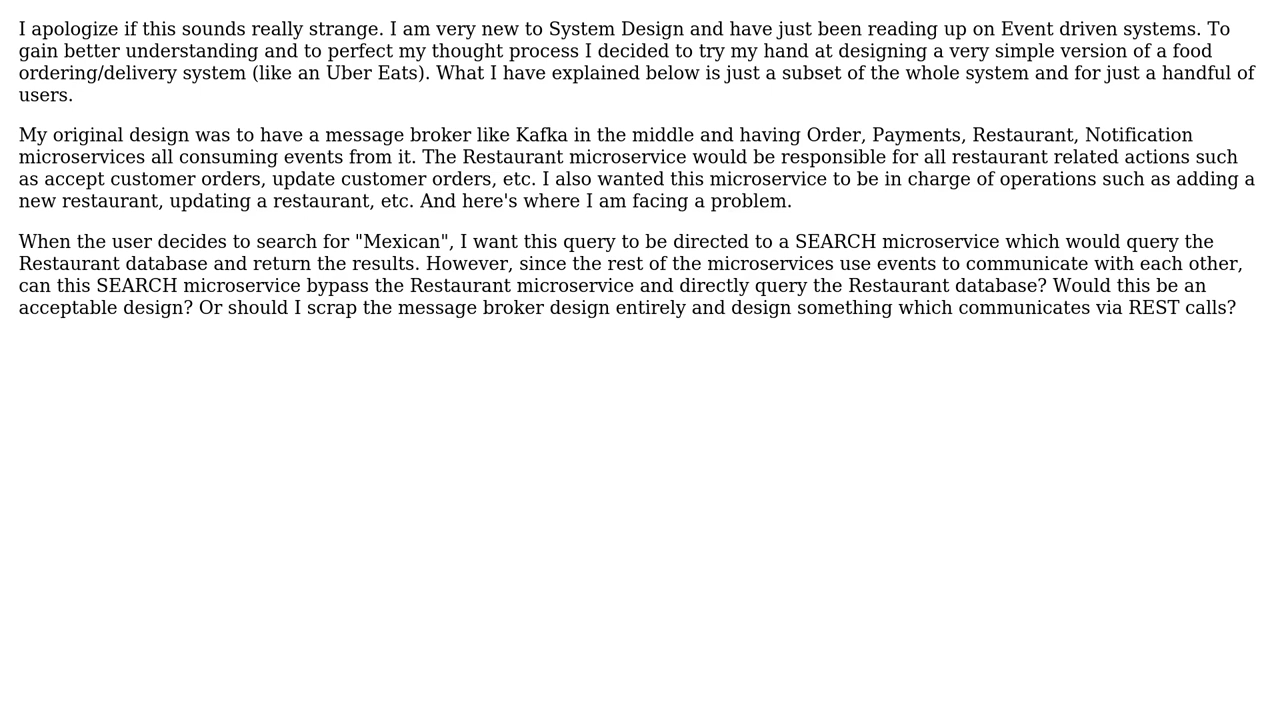 I apologize if this sounds really strange. I am very new to System Design and have just been reading up on Event driven systems. To
gain better understanding and to perfect my thought process I decided to try my hand at designing a very simple version of a food
ordering/delivery system (like an Uber Eats). What I have explained below is just a subset of the whole system and for just a handful of
users.
My original design was to have a message broker like Kafka in the middle and having Order, Payments, Restaurant, Notification
microservices all consuming events from it. The Restaurant microservice would be responsible for all restaurant related actions such
as accept customer orders, update customer orders, etc. I also wanted this microservice to be in charge of operations such as adding a
new restaurant, updating a restaurant, etc. And here's where I am facing a problem.
When the user decides to search for "Mexican", I want this query to be directed to a SEARCH microservice which would query the
Restaurant database and return the results. However, since the rest of the microservices use events to communicate with each other,
can this SEARCH microservice bypass the Restaurant microservice and directly query the Restaurant database? Would this be an
acceptable design? Or should I scrap the message broker design entirely and design something which communicates via REST calls?